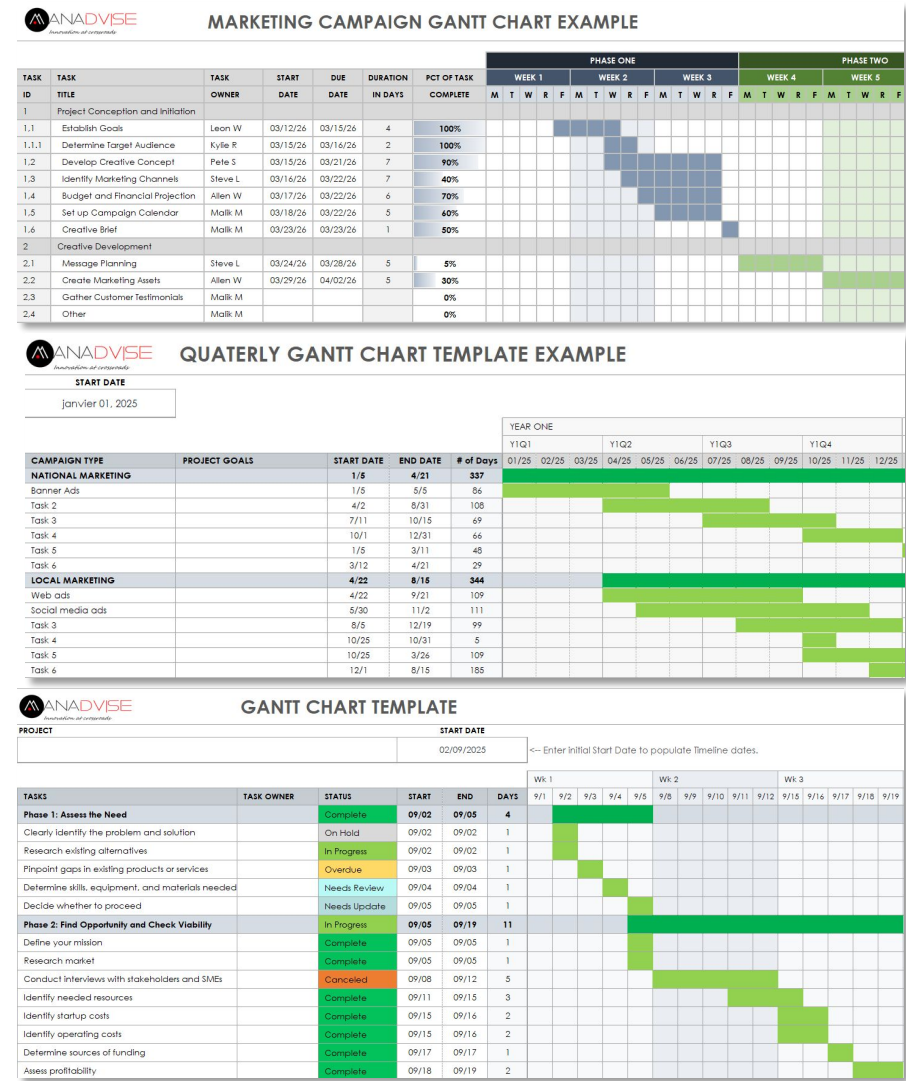 MANADVISE
Innovation at crossroads
MARKETING CAMPAIGN GANTT CHART EXAMPLE
PHASE ONE PHASE TWO
TASK TASK TASK START DUE DURATION PCT OF TASK WEEK 1 WEEK 2 WEEK 3 WEEK 4 WEEK 5
ID TITLE OWNER DATE DATE IN DAYS COMPLETE M T W R F M T W R F M T W R F M T W R F M T W R F
1 Project Conception and Initiation
1,1 Establish Goals Leon W 03/12/26 03/15/26 4 100%
1.1.1 Determine Target Audience Kylie R 03/15/26 03/16/26 2 100%
1,2 Develop Creative Concept Pete S 03/15/26 03/21/26 7 90%
1,3 Identify Marketing Channels Steve L 03/16/26 03/22/26 7 40%
1,4 Budget and Financial Projection Allen W 03/17/26 03/22/26 6 70%
1,5 Set up Campaign Calendar Malik M 03/18/26 03/22/26 5 60%
1,6 Creative Brief Malik M 03/23/26 03/23/26 1 50%
2 Creative Development
2,1 Message Planning Steve L 03/24/26 03/28/26 5 5%
2,2 Create Marketing Assets Allen W 03/29/26 04/02/26 5 30%
2,3 Gather Customer Testimonials Malik M 0%
2,4 Other Malik M 0%
MANADVISE
Innovation at crossroads
QUATERLY GANTT CHART TEMPLATE EXAMPLE
START DATE
janvier 01, 2025
YEAR ONE
Y1Q1 Y1Q2 Y1Q3 Y1Q4
CAMPAIGN TYPE PROJECT GOALS START DATE END DATE # of Days 01/25 02/25 03/25 04/25 05/25 06/25 07/25 08/25 09/25 10/25 11/25 12/25
NATIONAL MARKETING 1/5 4/21 337
Banner Ads 1/5 5/5 86
Task 2 4/2 8/31 108
Task 3 7/11 10/15 69
Task 4 10/1 12/31 66
Task 5 1/5 3/11 48
Task 6 3/12 4/21 29
LOCAL MARKETING 4/22 8/15 344
Web ads 4/22 9/21 109
Social media ads 5/30 11/2 111
Task 3 8/5 12/19 99
Task 4 10/25 10/31 5
Task 5 10/25 3/26 109
Task 6 12/1 8/15 185
MANADVISE
Innovation at crossroads
GANTT CHART TEMPLATE
PROJECT START DATE
02/09/2025 <-- Enter Initial Start Date to populate Timeline dates.
Wk 1 Wk 2 Wk 3
TASKS TASK OWNER STATUS START END DAYS 9/1 9/2 9/3 9/4 9/5 9/8 9/9 9/10 9/11 9/12 9/15 9/16 9/17 9/18 9/19
Phase 1: Assess the Need Complete 09/02 09/05 4
Clearly identify the problem and solution On Hold 09/02 09/02 1
Research existing alternatives In Progress 09/02 09/02 1
Pinpoint gaps in existing products or services Overdue 09/03 09/03 1
Determine skills, equipment, and materials needed Needs Review 09/04 09/04 1
Decide whether to proceed Needs Update 09/05 09/05 1
Phase 2: Find Opportunity and Check Viability In Progress 09/05 09/19 11
Define your mission Complete 09/05 09/05 1
Research market Complete 09/05 09/05 1
Conduct interviews with stakeholders and SMEs Canceled 09/08 09/12 5
Identify needed resources Complete 09/11 09/15 3
Identify startup costs Complete 09/15 09/16 2
Identify operating costs Complete 09/15 09/16 2
Determine sources of funding Complete 09/17 09/17 1
Assess profitability Complete 09/18 09/19 2